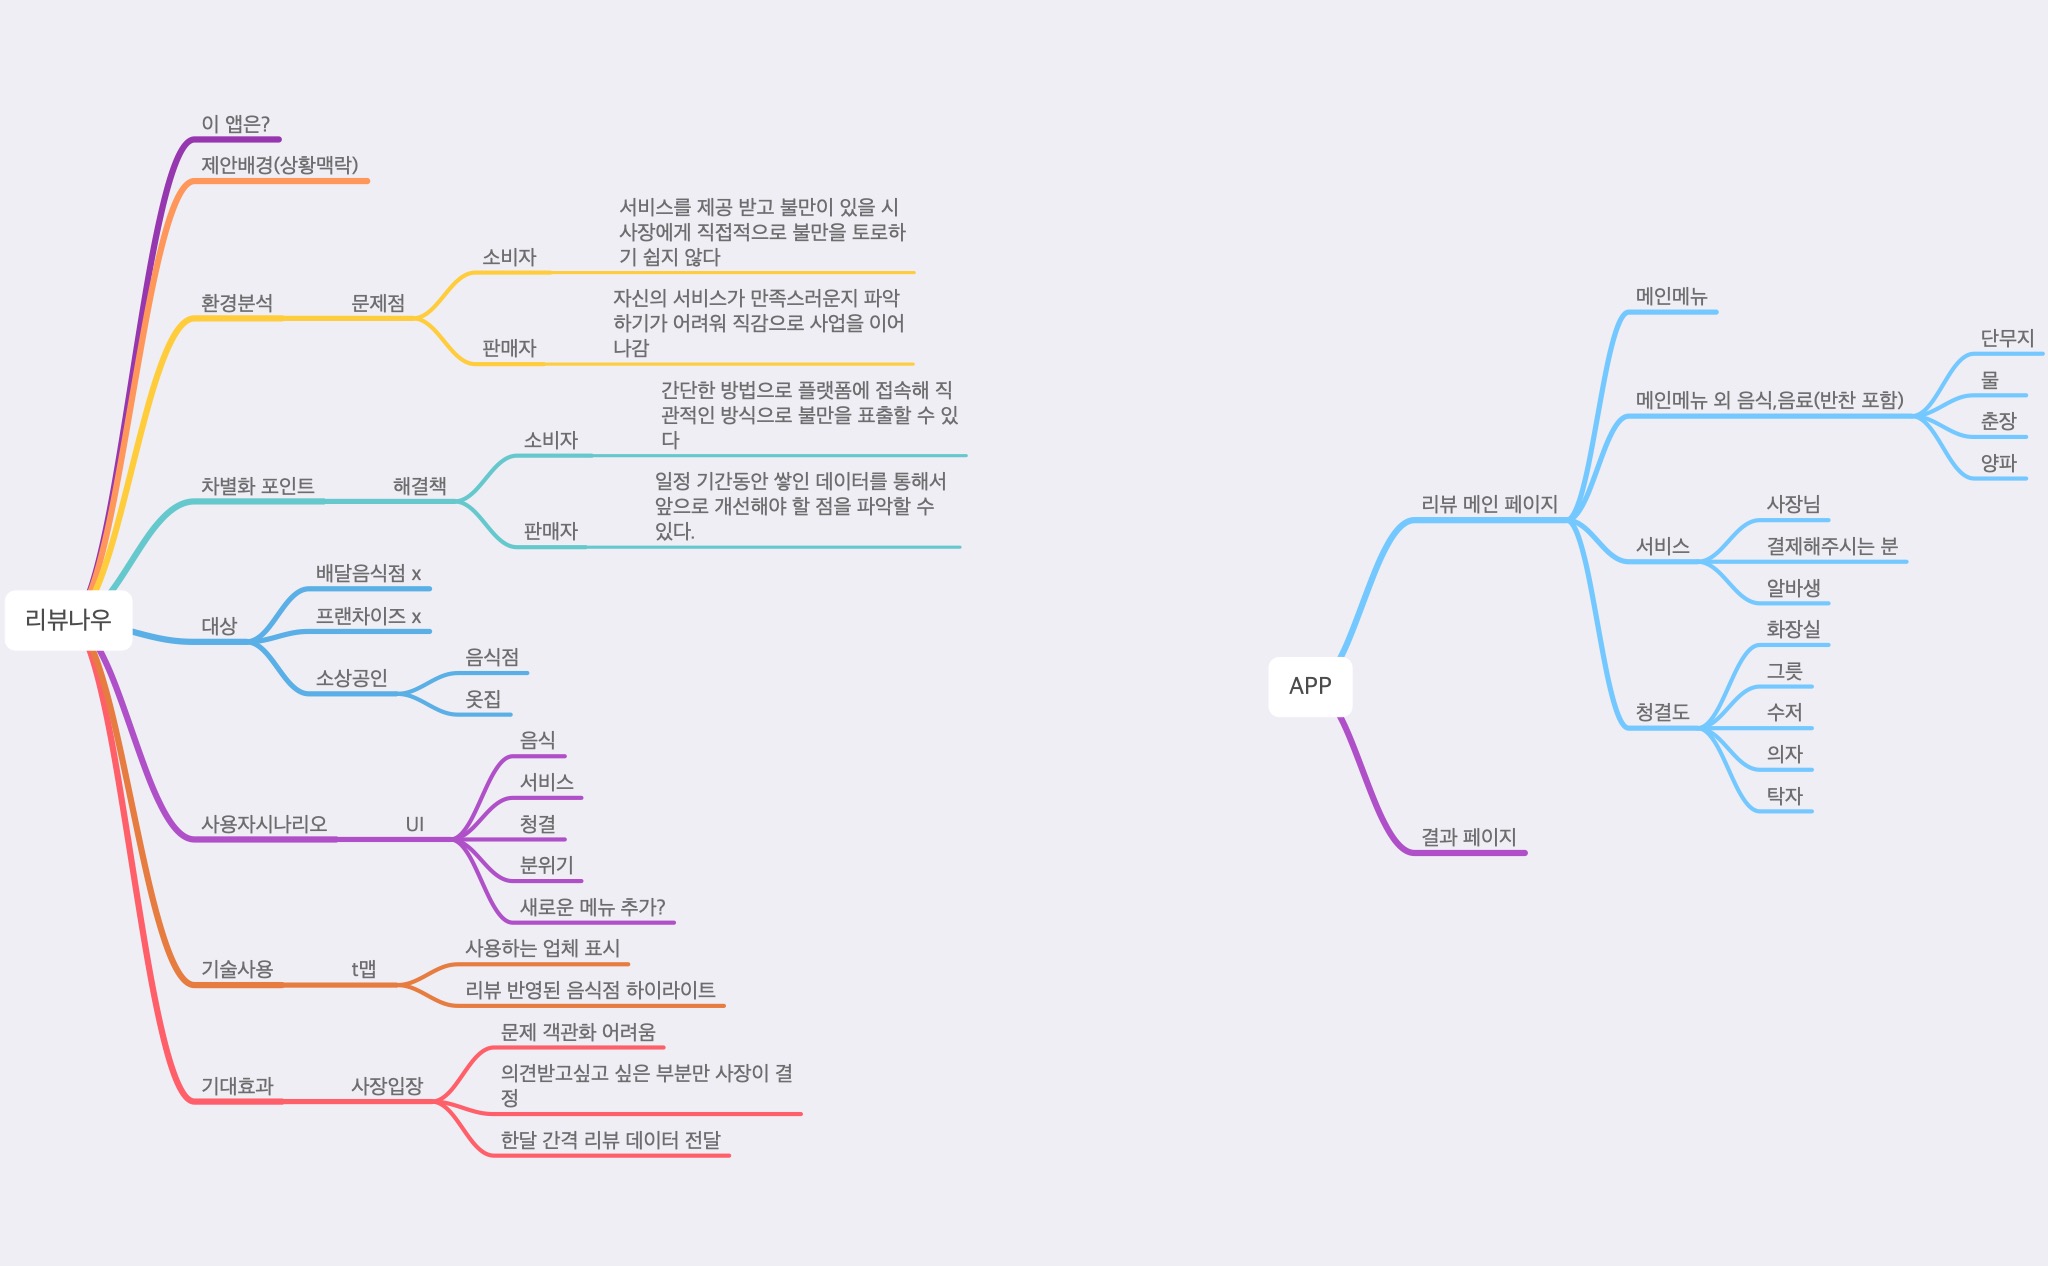 리뷰나우
이 앱은?
제안배경(상황맥락)
환경분석
문제점
소비자
서비스를 제공 받고 불만이 있을 시
사장에게 직접적으로 불만을 토로하
기 쉽지 않다
판매자
자신의 서비스가 만족스러운지 파악
하기가 어려워 직감으로 사업을 이어
나감
차별화 포인트
해결책
소비자
간단한 방법으로 플랫폼에 접속해 직
관적인 방식으로 불만을 표출할 수 있
다
판매자
일정 기간동안 쌓인 데이터를 통해서
앞으로 개선해야 할 점을 파악할 수
있다.
대상
배달음식점 x
프랜차이즈 x
소상공인
음식점
옷집
사용자시나리오
UI
음식
서비스
청결
분위기
새로운 메뉴 추가?
기술사용
t맵
사용하는 업체 표시
리뷰 반영된 음식점 하이라이트
기대효과
사장입장
문제 객관화 어려움
의견받고싶고 싶은 부분만 사장이 결
정
한달 간격 리뷰 데이터 전달
APP
리뷰 메인 페이지
메인메뉴
메인메뉴 외 음식,음료(반찬 포함)
단무지
물
춘장
양파
서비스
사장님
결제해주시는 분
알바생
청결도
화장실
그릇
수저
의자
탁자
결과 페이지